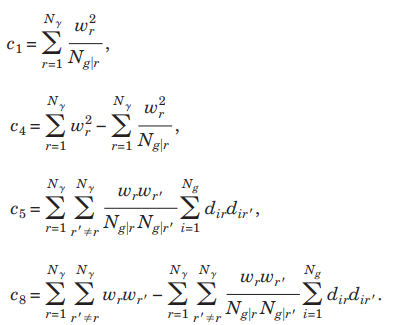 c_1 = \sum_{r=1}^{N_\gamma} \frac{w_r^2}{N_{g|r}},
c_4 = \sum_{r=1}^{N_\gamma} w_r^2 - \sum_{r=1}^{N_\gamma} \frac{w_r^2}{N_{g|r}},
c_5 = \sum_{r=1}^{N_\gamma} \sum_{r' \neq r}^{N_\gamma} \frac{w_r w_{r'}}{N_{g|r} N_{g|r'}} \sum_{i=1}^{N_g} d_{ir} d_{ir'},
c_8 = \sum_{r=1}^{N_\gamma} \sum_{r' \neq r}^{N_\gamma} w_r w_{r'} - \sum_{r=1}^{N_\gamma} \sum_{r' \neq r}^{N_\gamma} \frac{w_r w_{r'}}{N_{g|r} N_{g|r'}} \sum_{i=1}^{N_g} d_{ir} d_{ir'}.